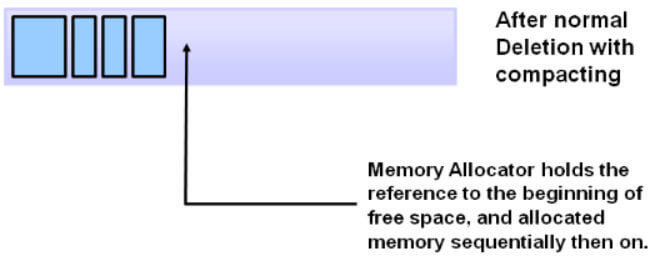 After normal
Deletion with
compacting
Memory Allocator holds the
reference to the beginning of
free space, and allocated
memory sequentially then on.